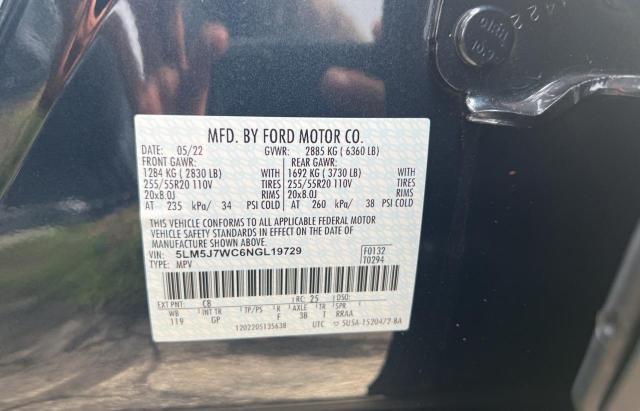 MFD. BY FORD MOTOR CO.
DATE: 05/22 GVWR: 2885 KG ( 6360 LB)
FRONT GAWR: REAR GAWR:
1284 KG ( 2830 LB) WITH 1692 KG ( 3730 LB) WITH
255/55R20 110V TIRES 255/55R20 110V TIRES
20x8.0J RIMS 20x8.0J RIMS
AT 235 kPa/ 34 PSI COLD AT 260 kPa/ 38 PSI COLD
THIS VEHICLE CONFORMS TO ALL APPLICABLE FEDERAL MOTOR
VEHICLE SAFETY STANDARDS IN EFFECT ON THE DATE OF
MANUFACTURE SHOWN ABOVE.
VIN: 5LM5J7WC6NGL19729 F0132
TYPE: MPV T0294
EXT PNT: CB RC: 25 DSO:
WB INT TR TP/PS R AXLE TR SPR
119 GP F 3B T RRAA
1202205135638 UTC